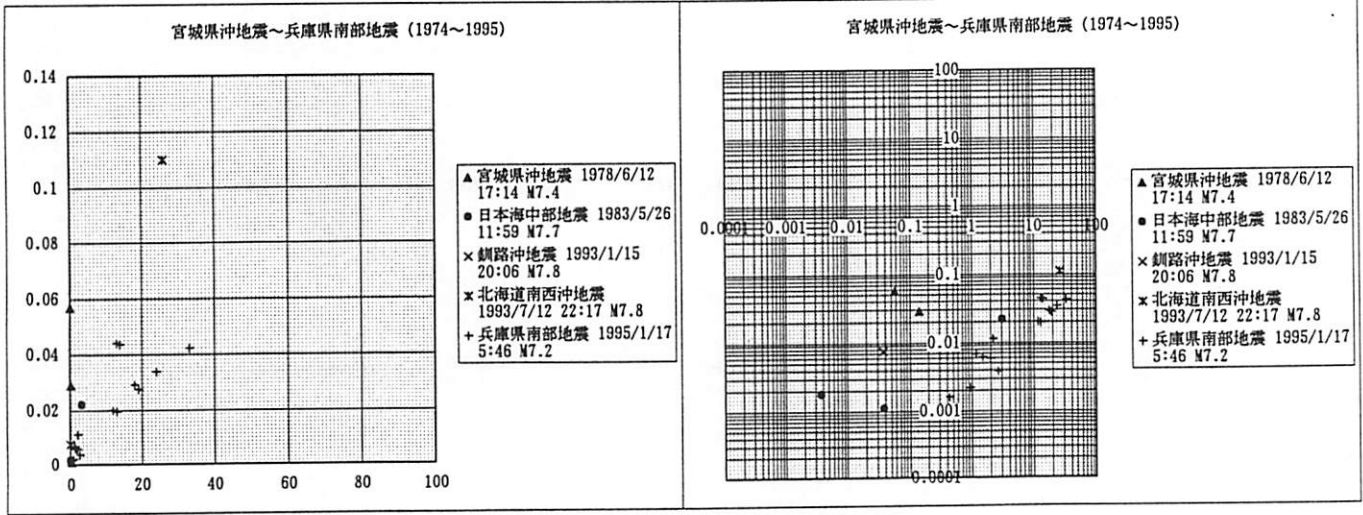 宮城県沖地震～兵庫県南部地震 (1974～1995)
0.14
0.12
0.1
0.08
0.06
0.04
0.02
0
0 20 40 60 80 100
宮城県沖地震 1978/6/12
17:14 M7.4
日本海中部地震 1983/5/26
11:59 M7.7
釧路沖地震 1993/1/15
20:06 M7.8
北海道南西沖地震
1993/7/12 22:17 M7.8
兵庫県南部地震 1995/1/17
5:46 M7.2
宮城県沖地震～兵庫県南部地震 (1974～1995)
100
10
1
0.0001 0.001 0.01 0.1 1 10 100
0.1
0.01
0.001
0.0001
宮城県沖地震 1978/6/12
17:14 M7.4
日本海中部地震 1983/5/26
11:59 M7.7
釧路沖地震 1993/1/15
20:06 M7.8
北海道南西沖地震
1993/7/12 22:17 M7.8
兵庫県南部地震 1995/1/17
5:46 M7.2